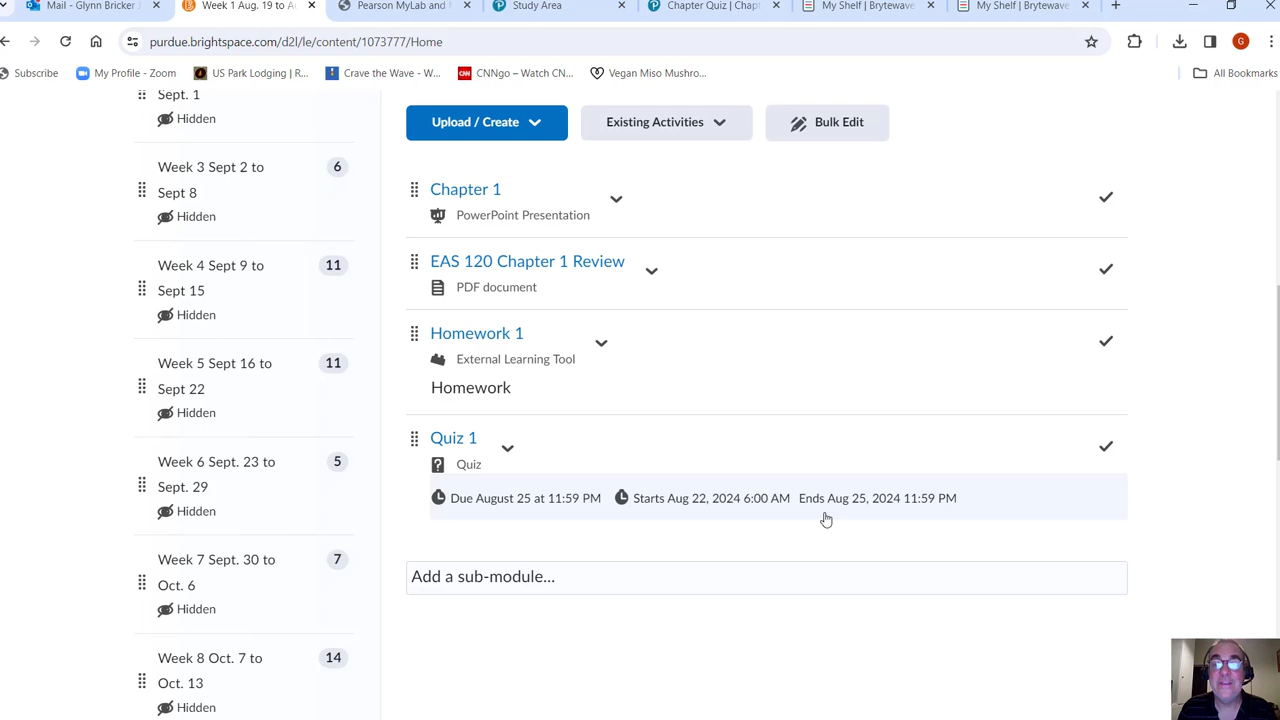 Mail - Glynn Bricker
Week 1 Aug. 19 to A
Pearson MyLab and
Study Area
Chapter Quiz | Chap
My Shelf | Brytewave
My Shelf | Brytewave
purdue.brightspace.com/d2l/le/content/1073777/Home
G
Subscribe
My Profile - Zoom
US Park Lodging | R...
Crave the Wave - W...
CNNgo – Watch CN...
Vegan Miso Mushro...
All Bookmarks
Sept. 1
Hidden
Week 3 Sept 2 to
Sept 8
6
Hidden
Week 4 Sept 9 to
Sept 15
11
Hidden
Week 5 Sept 16 to
Sept 22
11
Hidden
Week 6 Sept. 23 to
Sept. 29
5
Hidden
Week 7 Sept. 30 to
Oct. 6
7
Hidden
Week 8 Oct. 7 to
Oct. 13
14
Hidden
Upload / Create
Existing Activities
Bulk Edit
Chapter 1
PowerPoint Presentation
EAS 120 Chapter 1 Review
PDF document
Homework 1
External Learning Tool
Homework
Quiz 1
Quiz
Due August 25 at 11:59 PM Starts Aug 22, 2024 6:00 AM Ends Aug 25, 2024 11:59 PM
Add a sub-module...